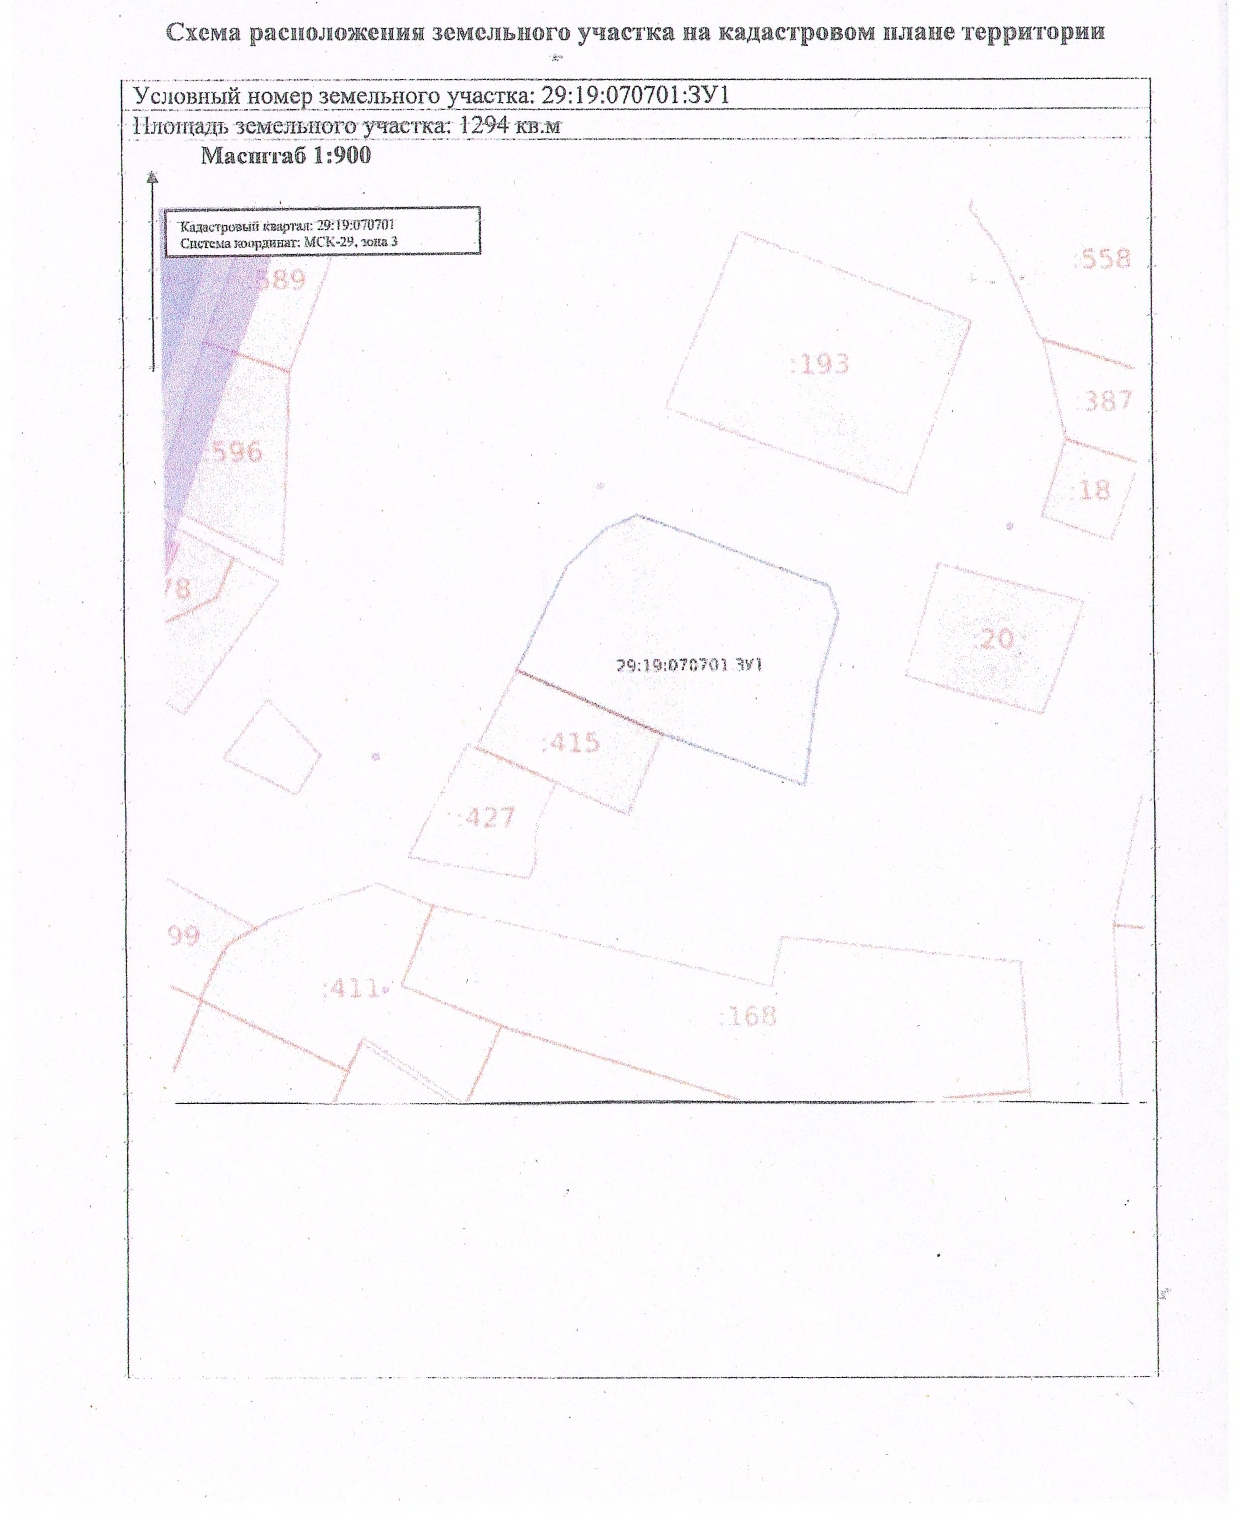 Схема расположения земельного участка на кадастровом плане территории
Условный номер земельного участка: 29:19:070701:ЗУ1
Площадь земельного участка: 1294 кв.м
Масштаб 1:900
Кадастровый квартал: 29:19:070701
Система координат: МСК-29, зона 3
:558
589
:193
387
:596
:18
78
:20
29:19:070701:ЗУ1
:415
:427
99
:411
:168